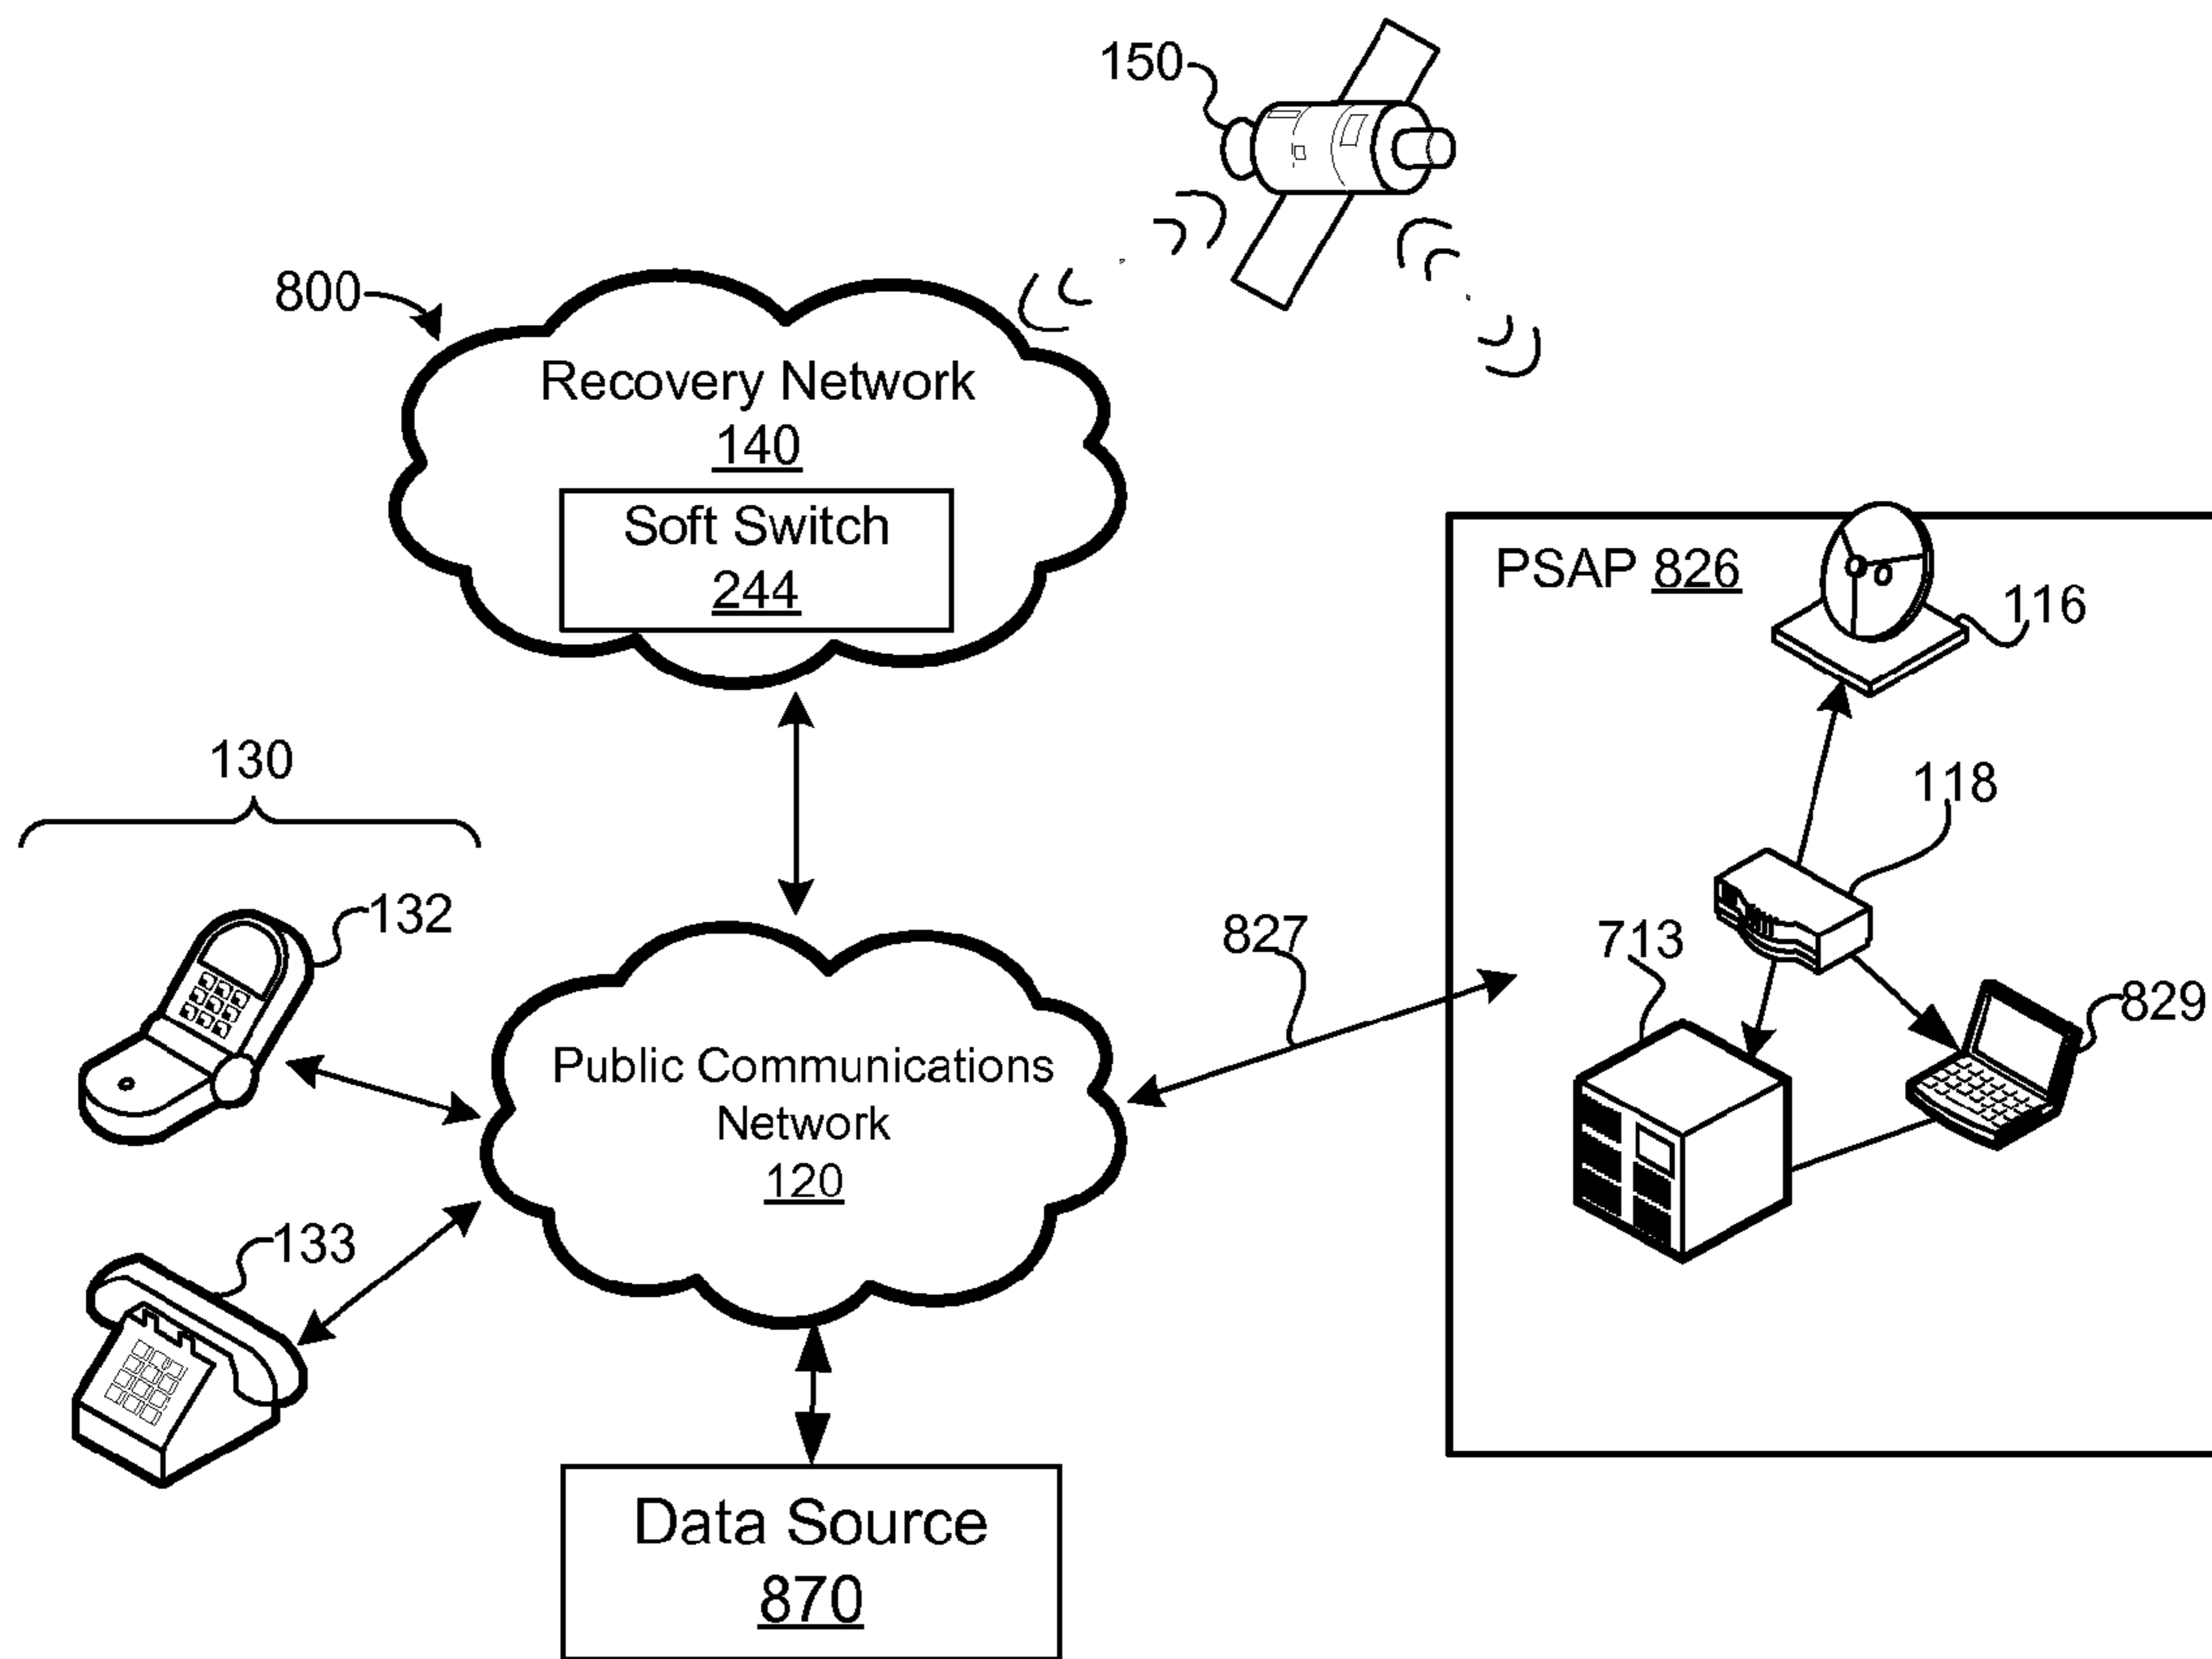 150
800
Recovery Network
140
Soft Switch
244
PSAP 826
116
130
118
132
827
713
829
Public Communications
Network
120
133
Data Source
870